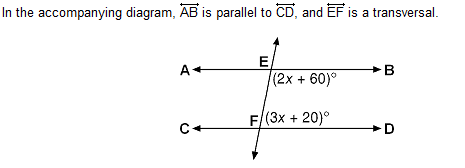 In the accompanying diagram, AB is parallel to CD, and EF is a transversal.
E
A
B
(2x + 60)°
F
(3x + 20)°
C
D